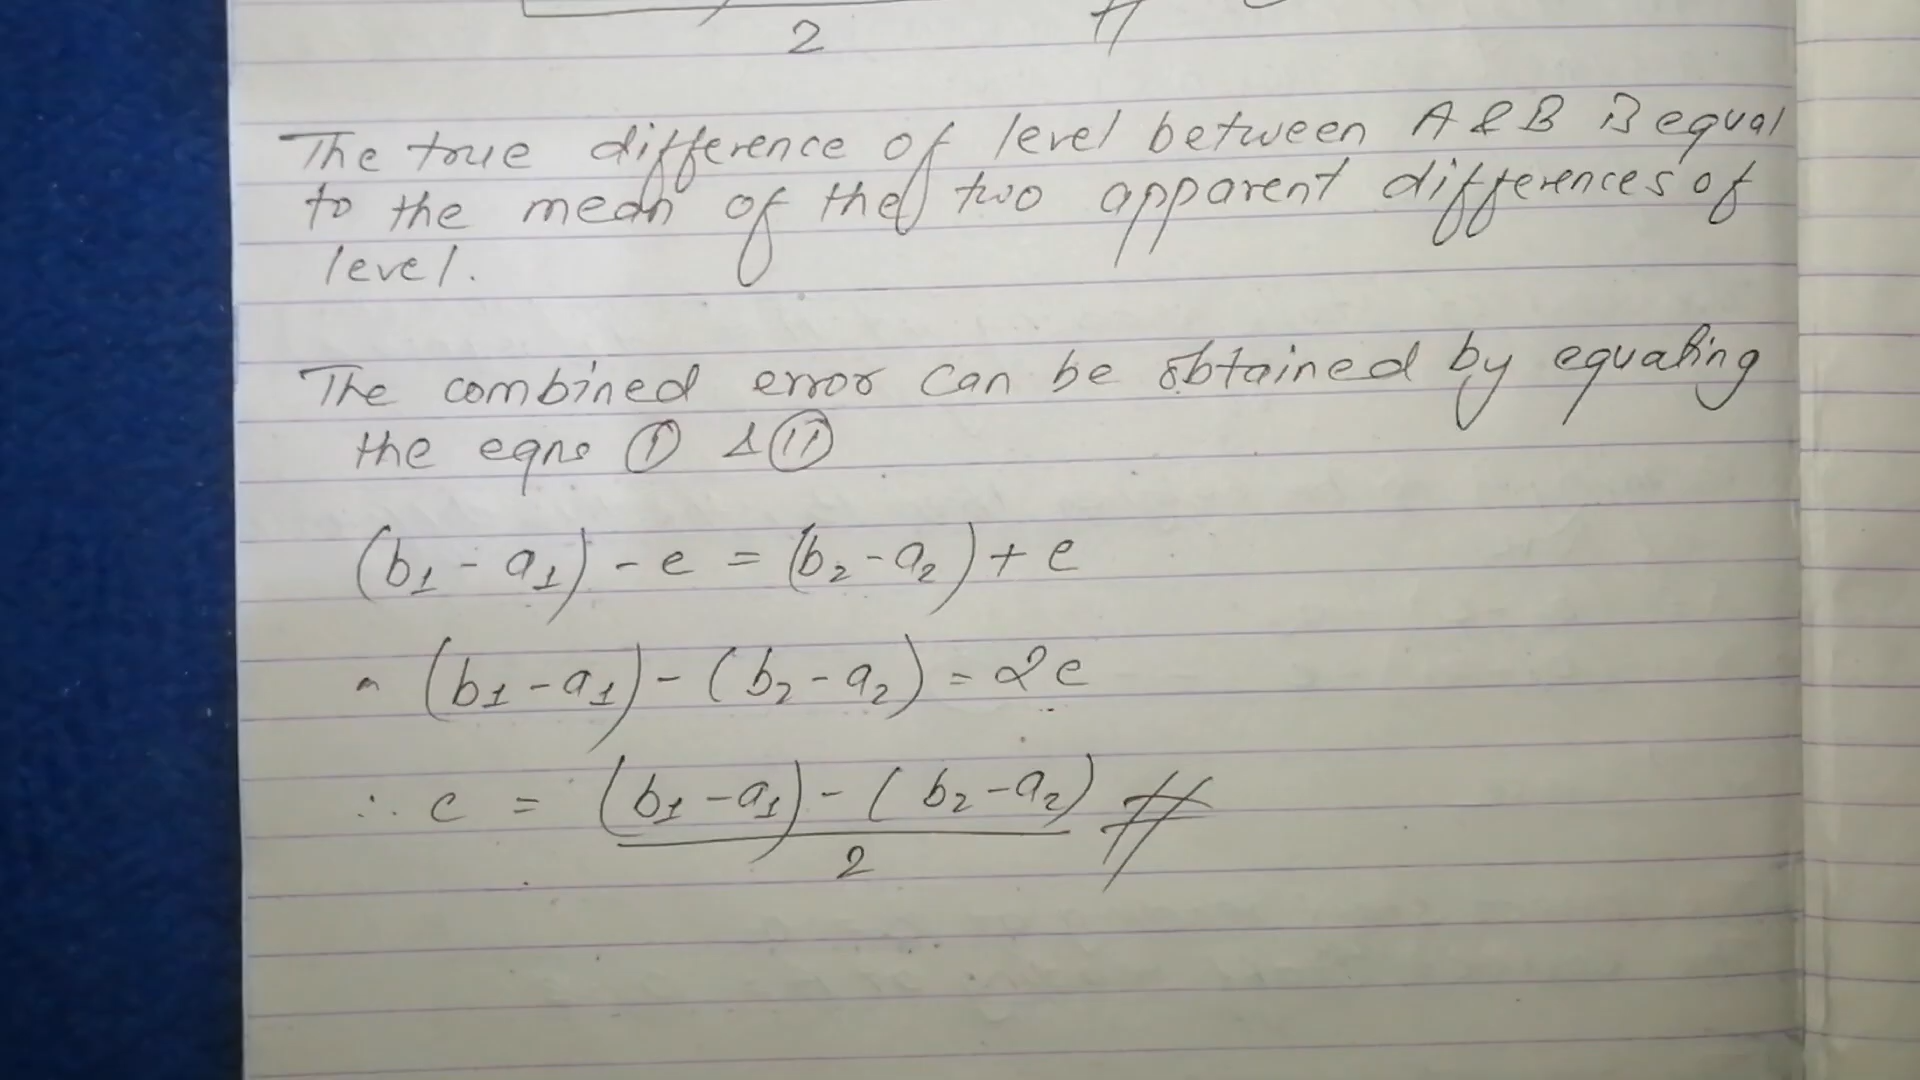 2 //
The true difference of level between A & B is equal
to the mean of the two apparent differences of
level.
The combined error can be obtained by equating
the eqns (I) & (II)
(b₁ - a₁) - e = (b₂ - a₂) + e
(b₁ - a₁) - (b₂ - a₂) = 2e
∴ e = (b₁ - a₁) - (b₂ - a₂) //
2